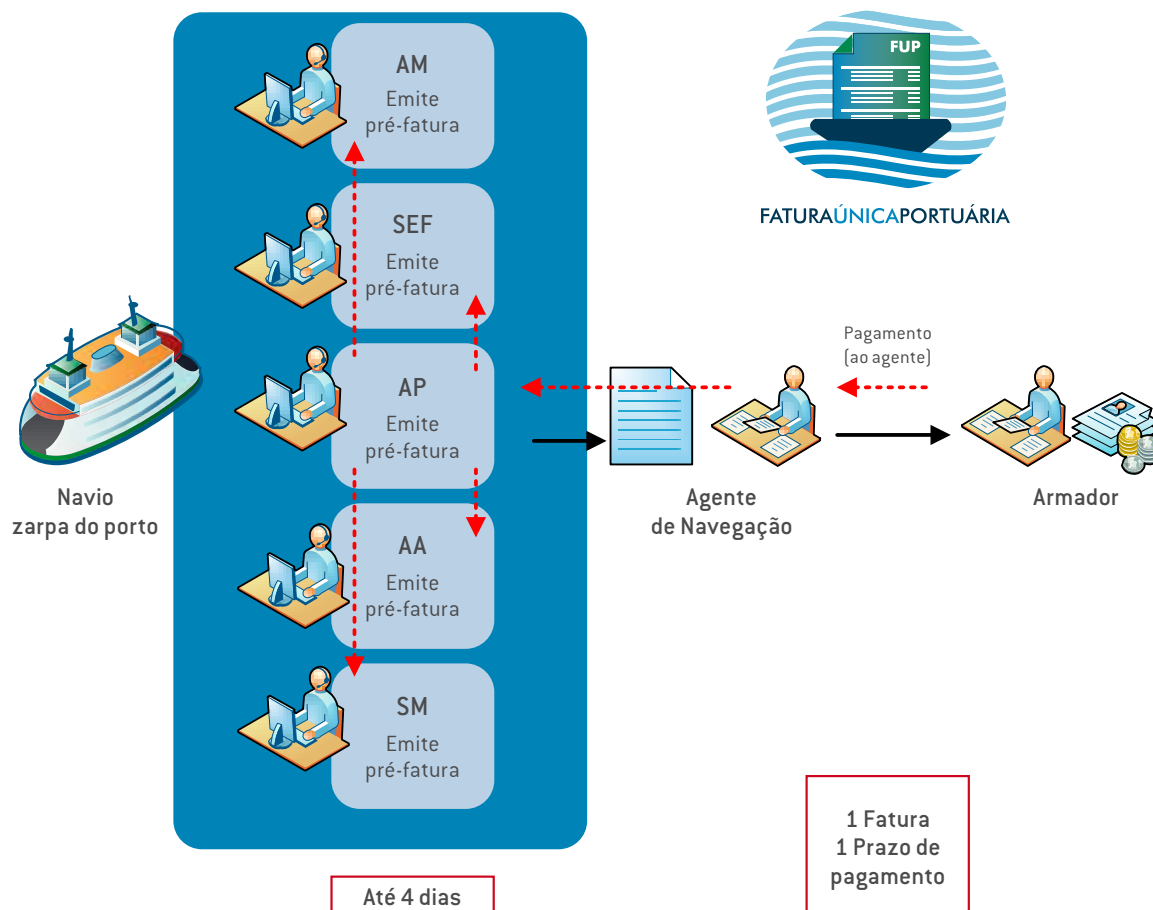 AM
Emite
pré-fatura
FUP
FATURAÚNICAPORTUÁRIA
SEF
Emite
pré-fatura
Pagamento
(ao agente)
AP
Emite
pré-fatura
Navio
zarpa do porto
Agente
de Navegação
Armador
AA
Emite
pré-fatura
SM
Emite
pré-fatura
1 Fatura
1 Prazo de
pagamento
Até 4 dias